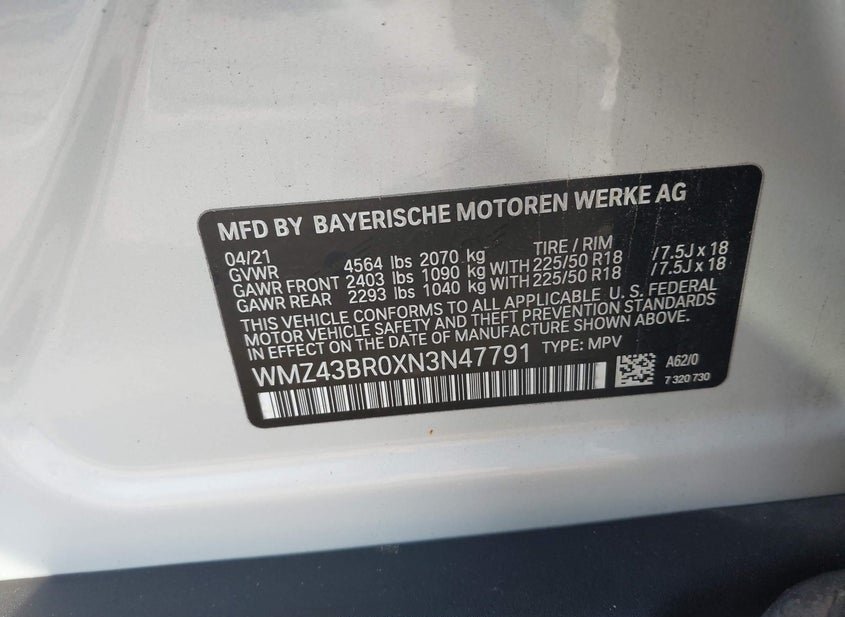 MFD BY BAYERISCHE MOTOREN WERKE AG
04/21 TIRE / RIM
GVWR 4564 lbs 2070 kg
GAWR FRONT 2403 lbs 1090 kg WITH 225/50 R18 /7.5J x 18
GAWR REAR 2293 lbs 1040 kg WITH 225/50 R18 /7.5J x 18
THIS VEHICLE CONFORMS TO ALL APPLICABLE U. S. FEDERAL
MOTOR VEHICLE SAFETY AND THEFT PREVENTION STANDARDS
IN EFFECT ON THE DATE OF MANUFACTURE SHOWN ABOVE.
WMZ43BR0XN3N47791 TYPE: MPV
A62/0
7 320 730